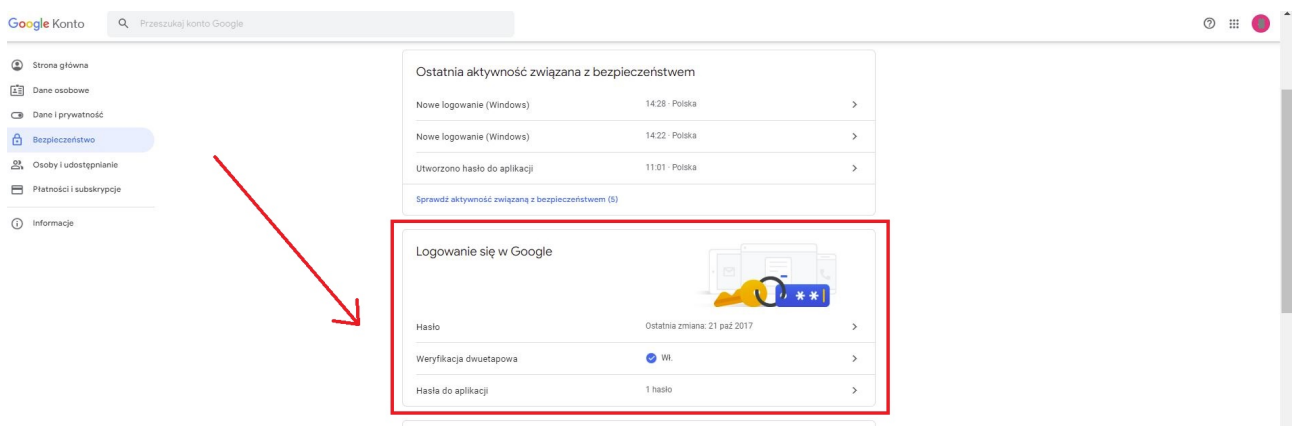 Google Konto
Przeszukaj konto Google
Strona główna
Dane osobowe
Dane i prywatność
Bezpieczeństwo
Osoby i udostępnianie
Płatności i subskrypcje
Informacje
Ostatnia aktywność związana z bezpieczeństwem
Nowe logowanie (Windows) 14:28 · Polska
Nowe logowanie (Windows) 14:22 · Polska
Utworzono hasło do aplikacji 11:01 · Polska
Sprawdź aktywność związaną z bezpieczeństwem (5)
Logowanie się w Google
Hasło Ostatnia zmiana: 21 paź 2017
Weryfikacja dwuetapowa Wł.
Hasła do aplikacji 1 hasło